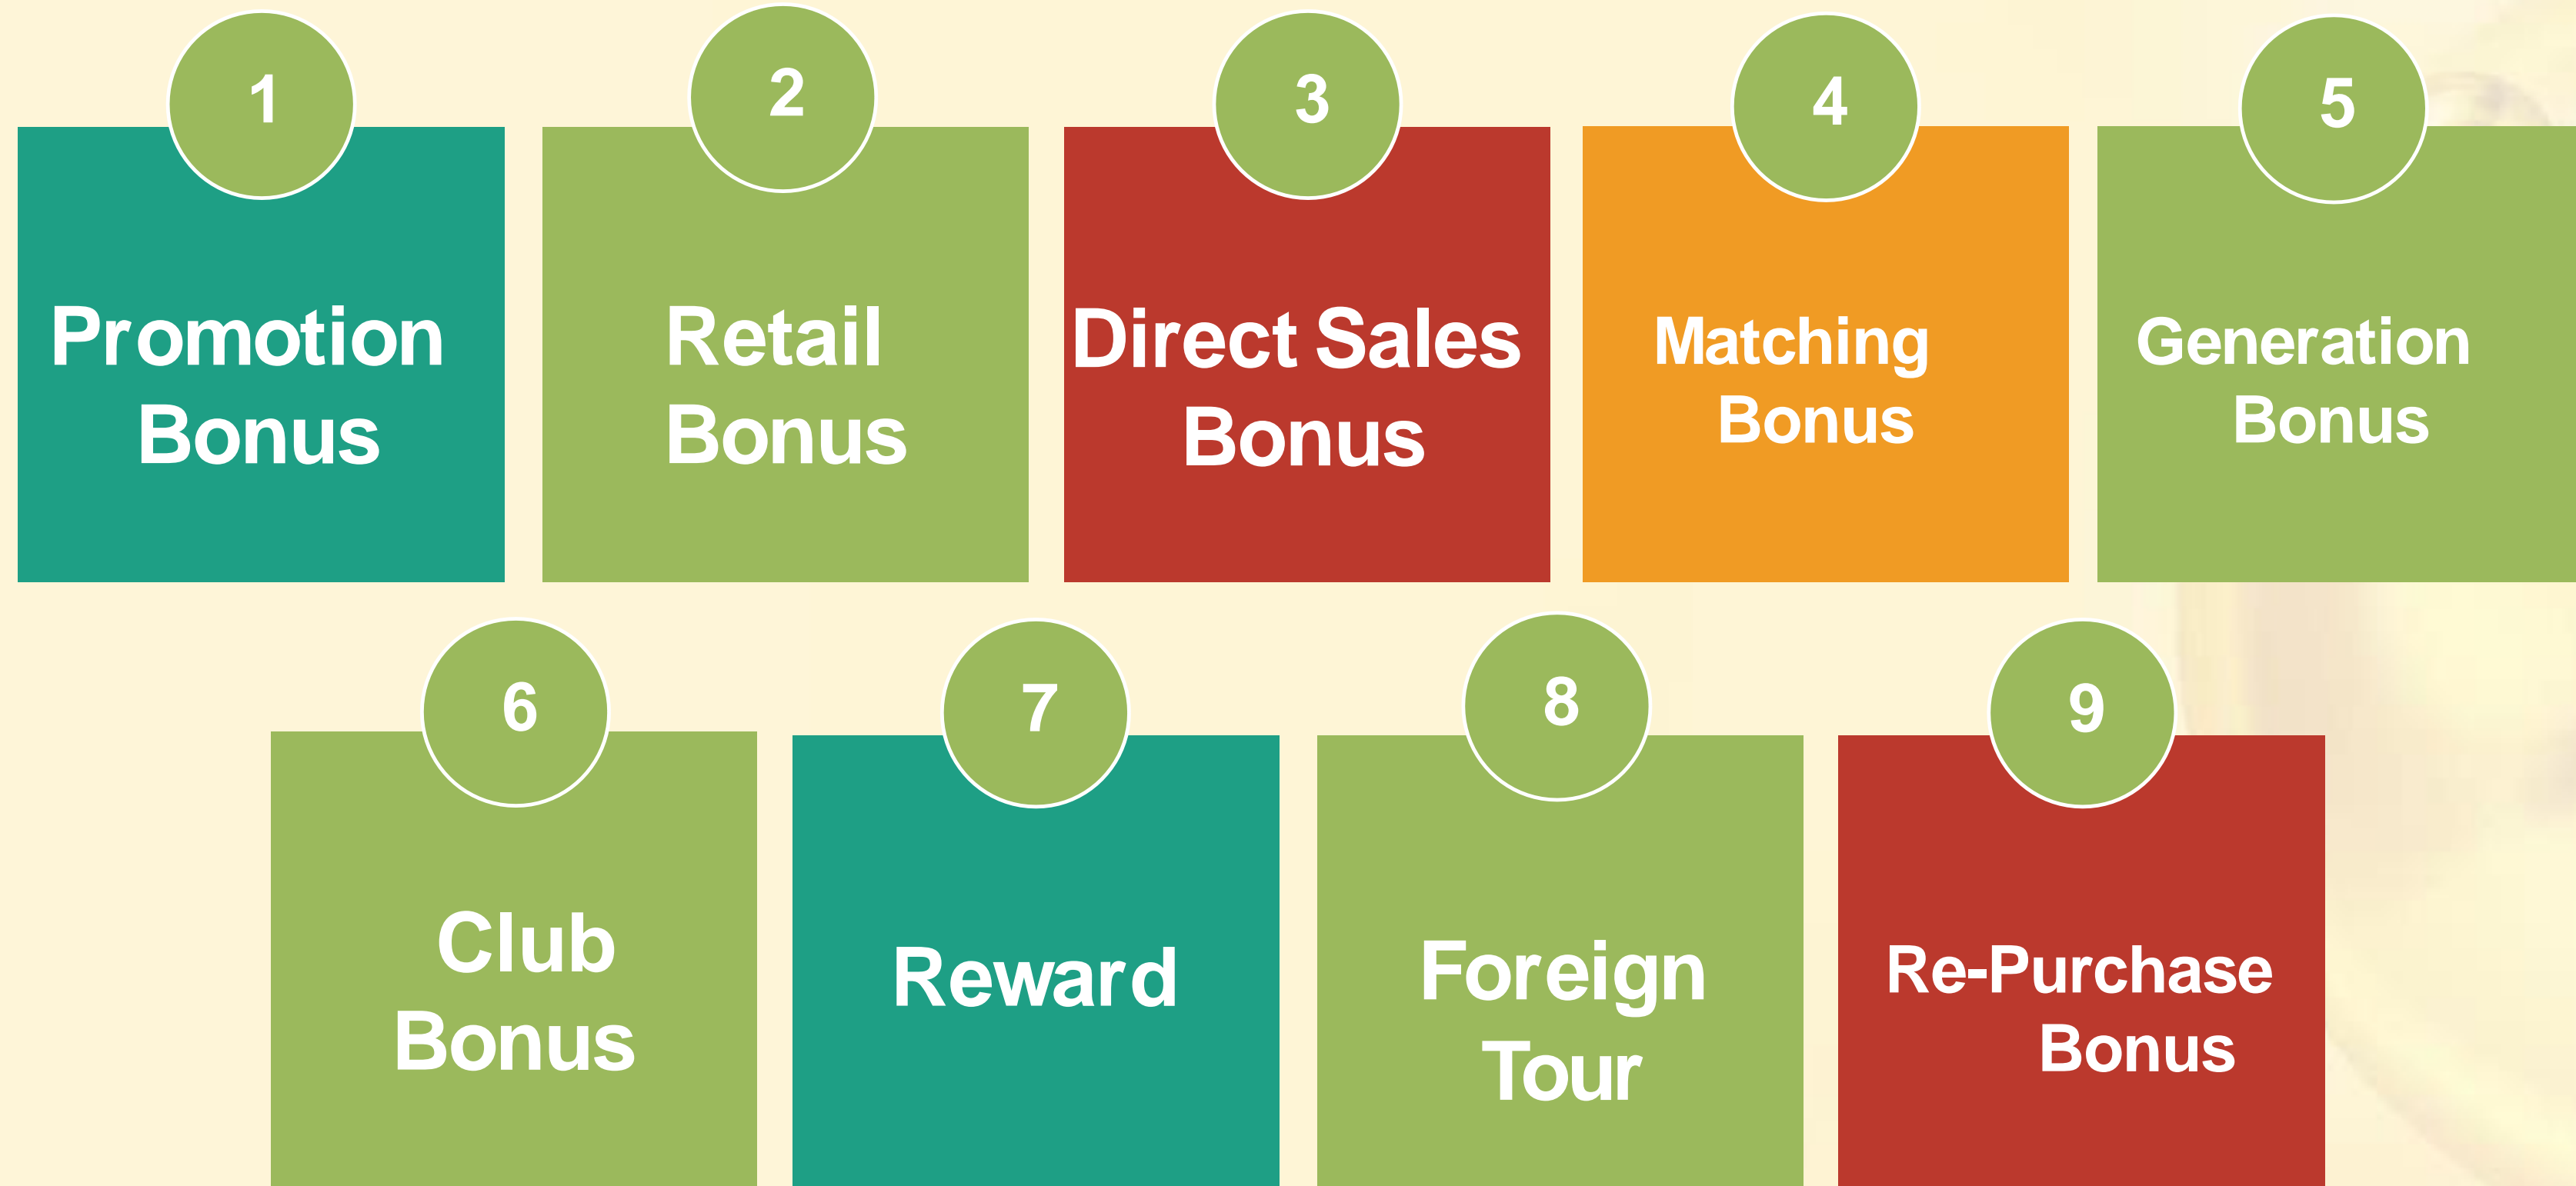 1
Promotion
Bonus
2
Retail
Bonus
3
Direct Sales
Bonus
4
Matching
Bonus
5
Generation
Bonus
6
Club
Bonus
7
Reward
8
Foreign
Tour
9
Re-Purchase
Bonus